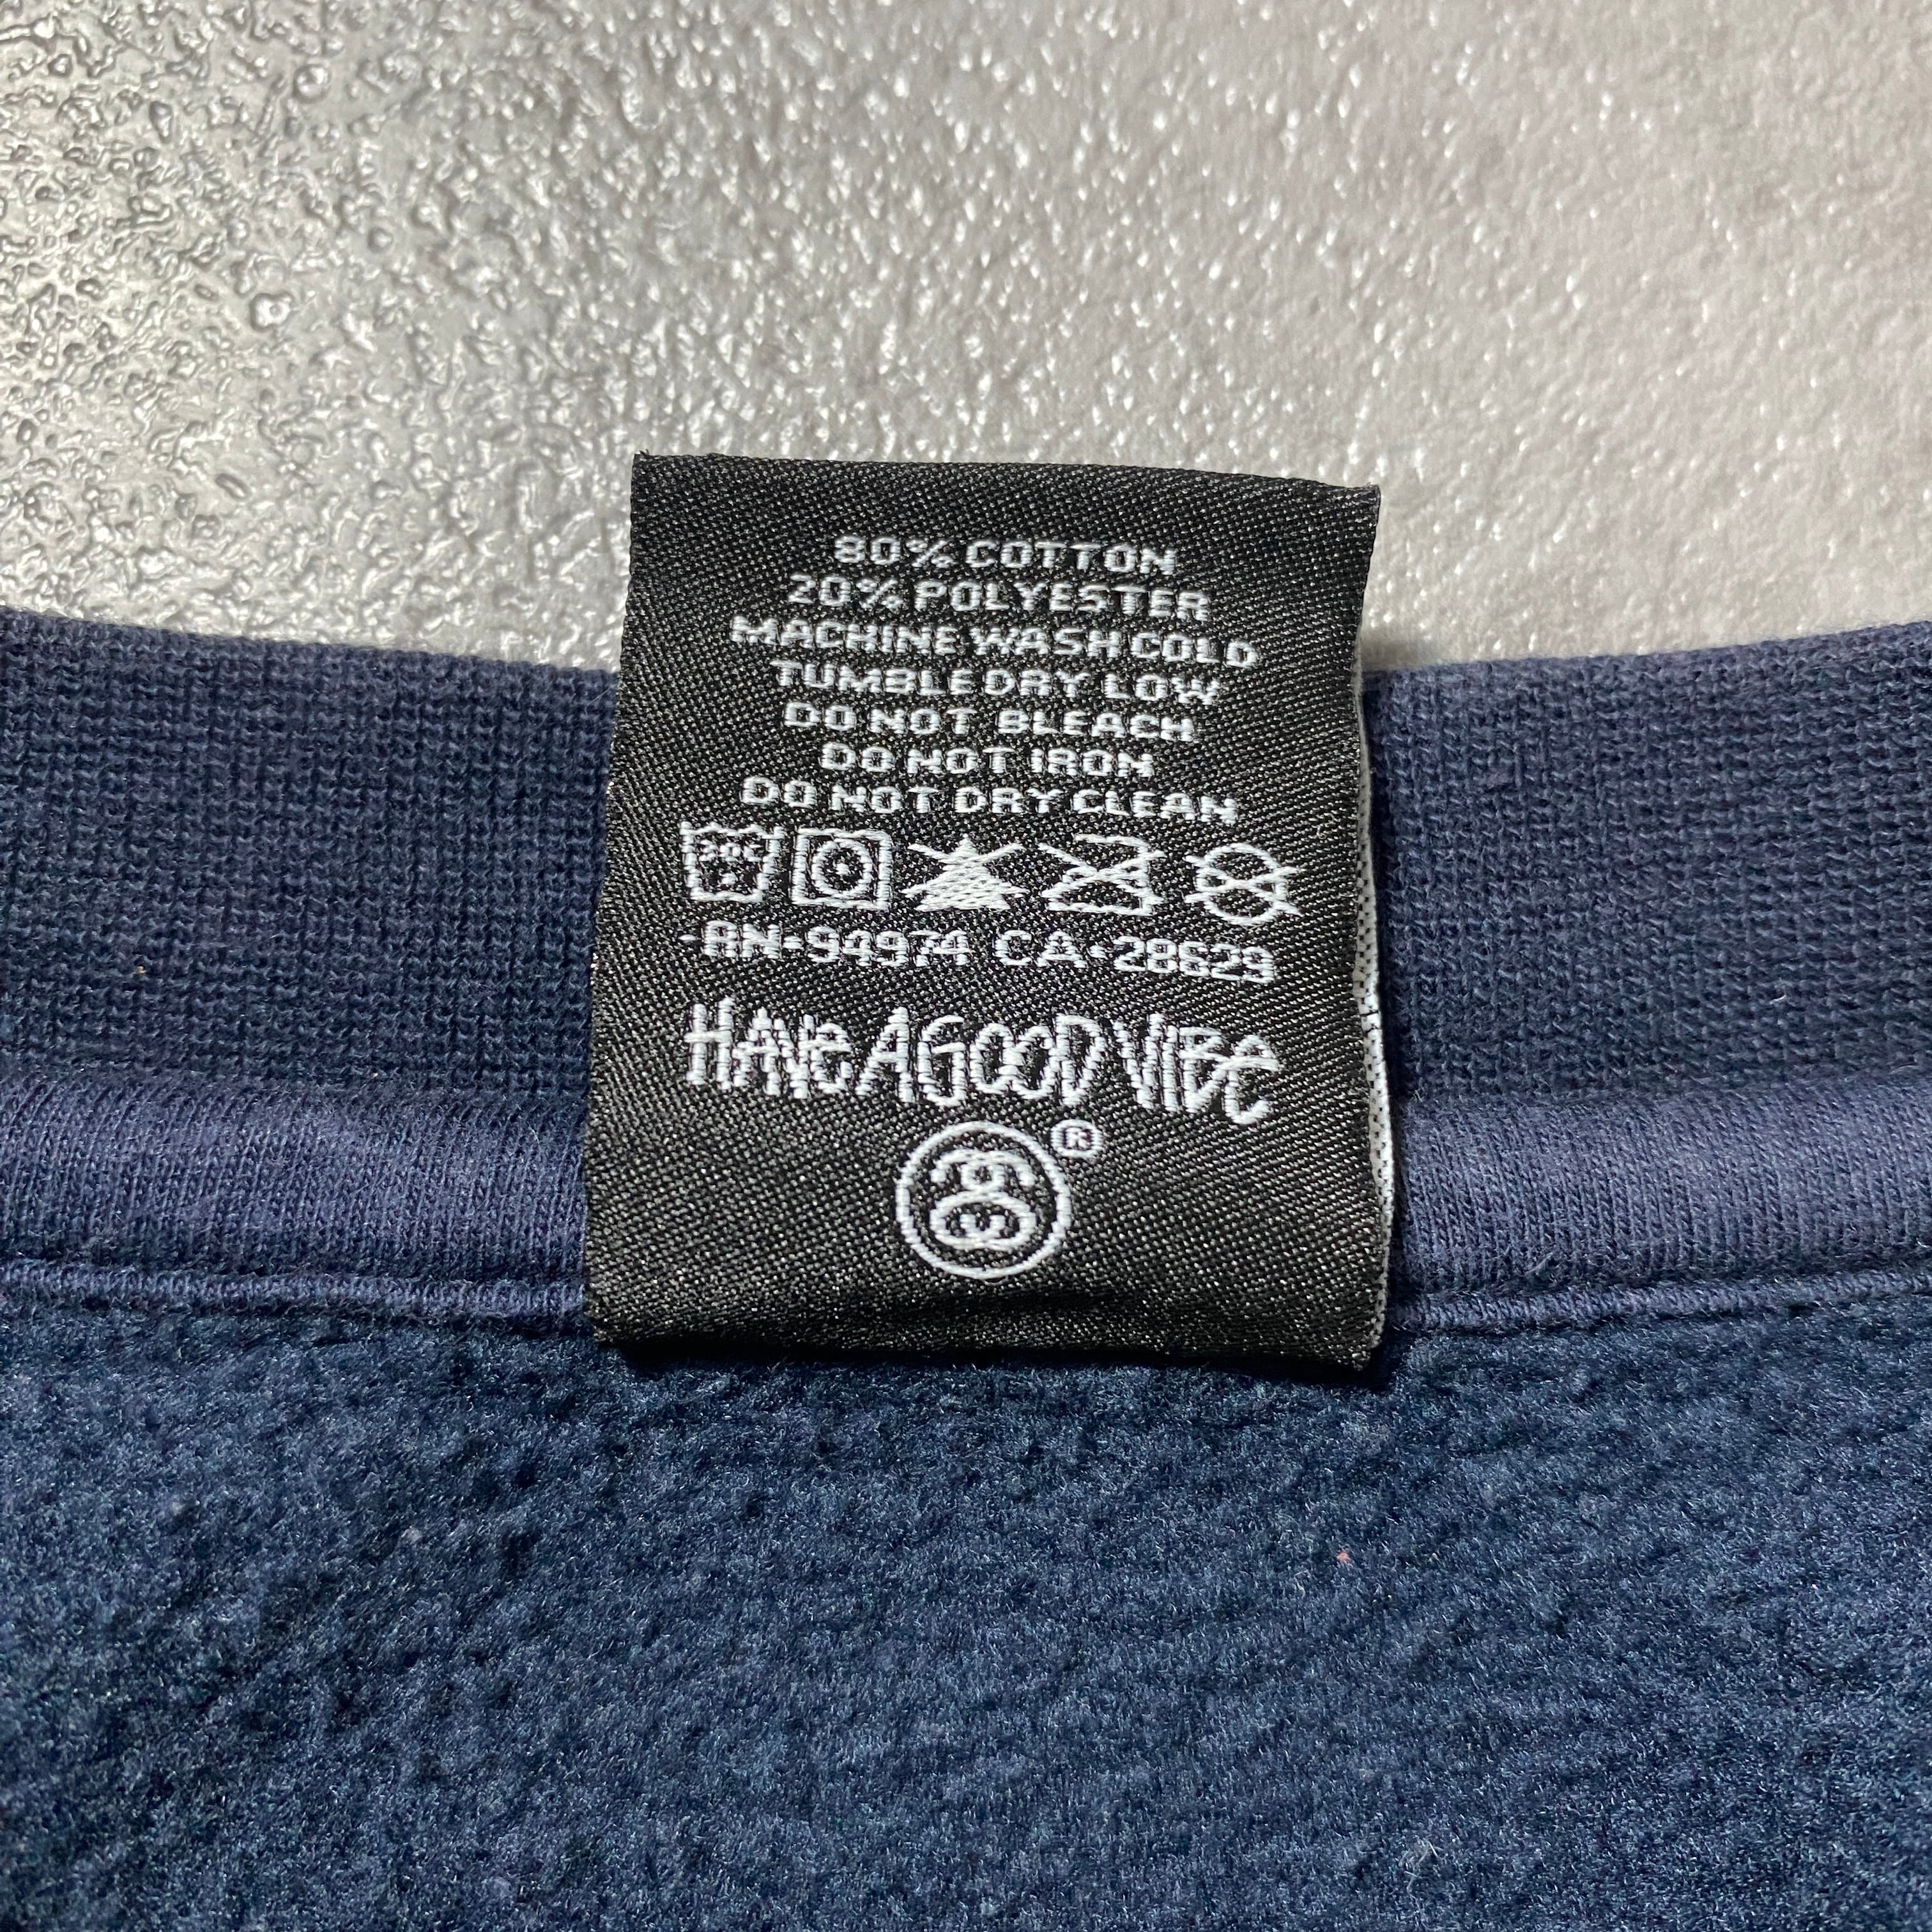 80% COTTON
20% POLYESTER
MACHINE WASH COLD
TUMBLE DRY LOW
DO NOT BLEACH
DO NOT IRON
DO NOT DRY CLEAN
RN-94974 CA-28629
HAVE A GOOD VIBE
®